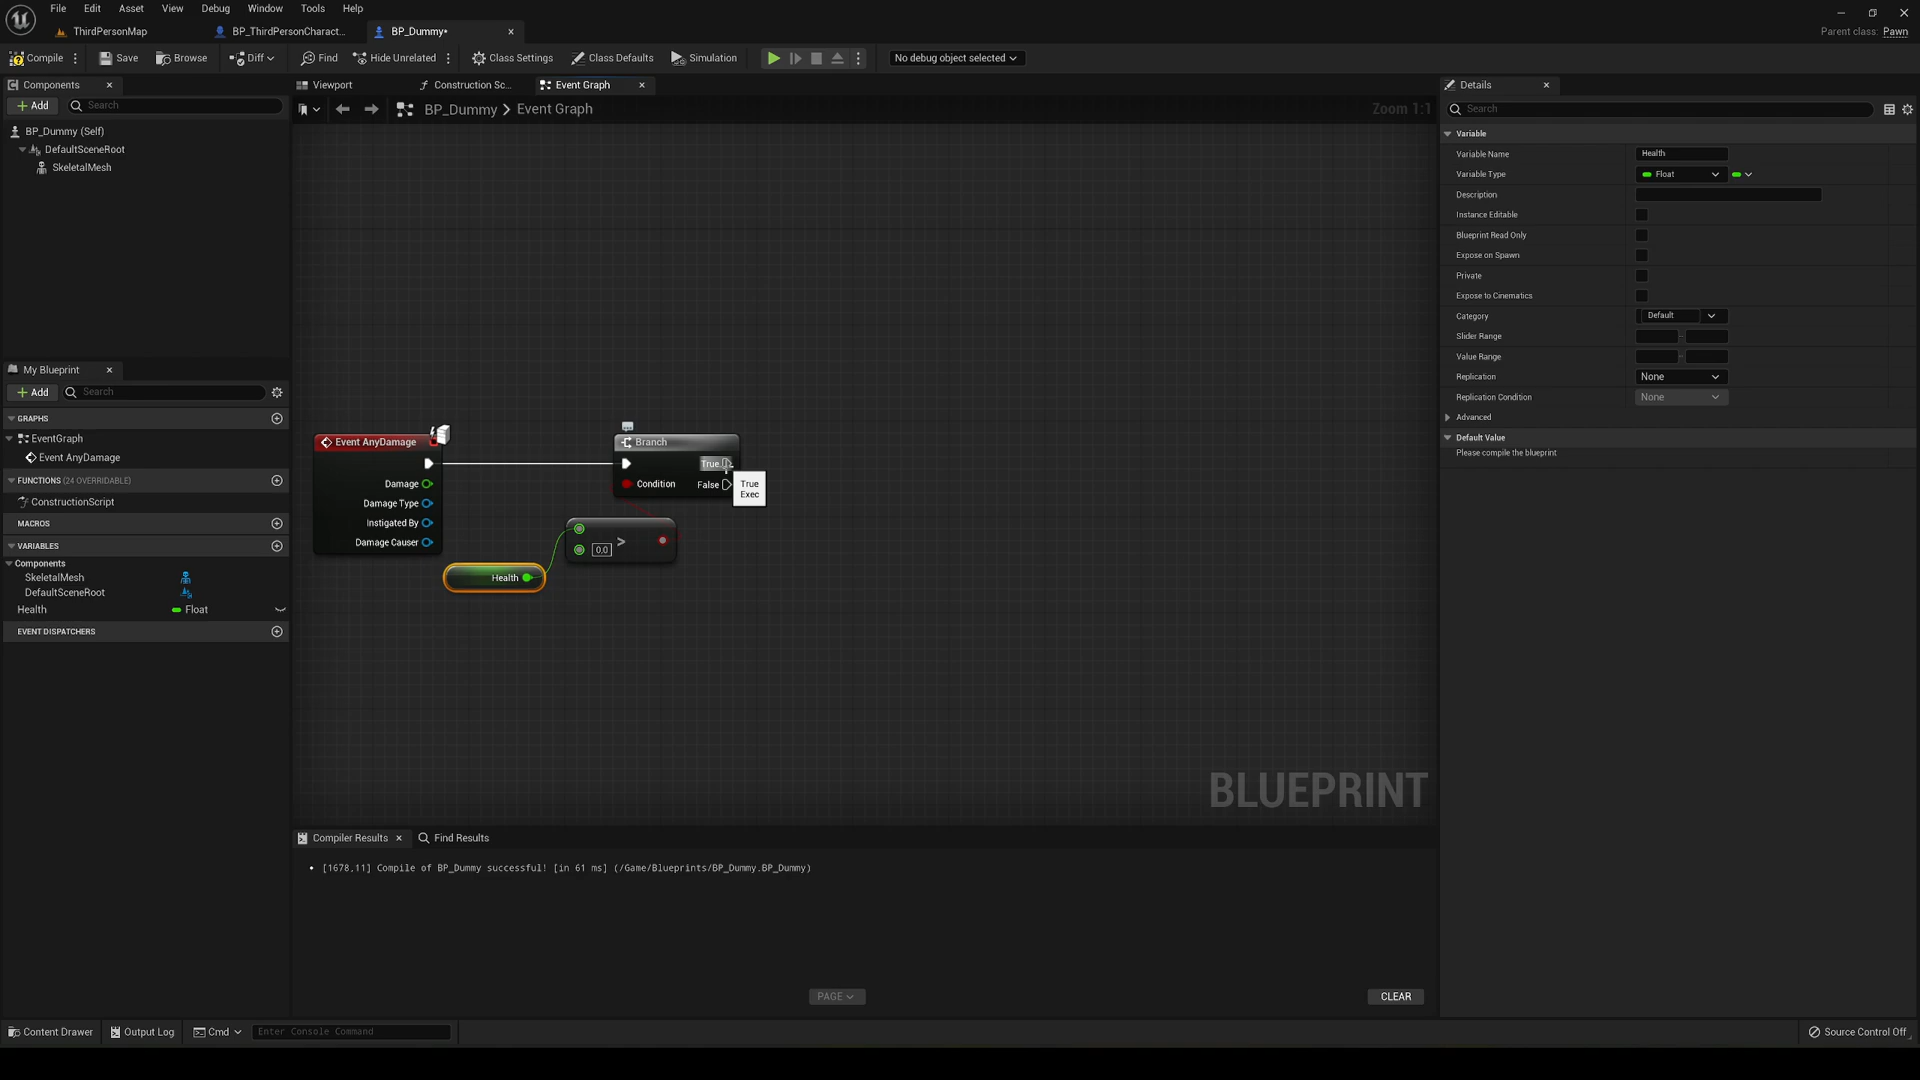 File Edit Asset View Debug Window Tools Help
ThirdPersonMap
BP_ThirdPersonCharact...
BP_Dummy*
Parent class: Pawn
Compile
Save
Browse
Diff
Find
Hide Unrelated
Class Settings
Class Defaults
Simulation
No debug object selected
Components
Add
Search
BP_Dummy (Self)
DefaultSceneRoot
SkeletalMesh
My Blueprint
Add
Search
GRAPHS
EventGraph
Event AnyDamage
FUNCTIONS (24 OVERRIDABLE)
ConstructionScript
MACROS
VARIABLES
Components
SkeletalMesh
DefaultSceneRoot
Health Float
EVENT DISPATCHERS
Viewport
Construction Sc...
Event Graph
BP_Dummy > Event Graph
Zoom 1:1
Event AnyDamage
Damage
Damage Type
Instigated By
Damage Causer
Branch
True
Condition
False
True
Exec
0.0
>
Health
BLUEPRINT
Compiler Results
Find Results
• [1678,11] Compile of BP_Dummy successful! [in 61 ms] (/Game/Blueprints/BP_Dummy.BP_Dummy)
PAGE
CLEAR
Details
Search
Variable
Variable Name Health
Variable Type Float
Description
Instance Editable
Blueprint Read Only
Expose on Spawn
Private
Expose to Cinematics
Category Default
Slider Range
Value Range
Replication None
Replication Condition None
Advanced
Default Value
Please compile the blueprint
Content Drawer
Output Log
Cmd
Enter Console Command
Source Control Off